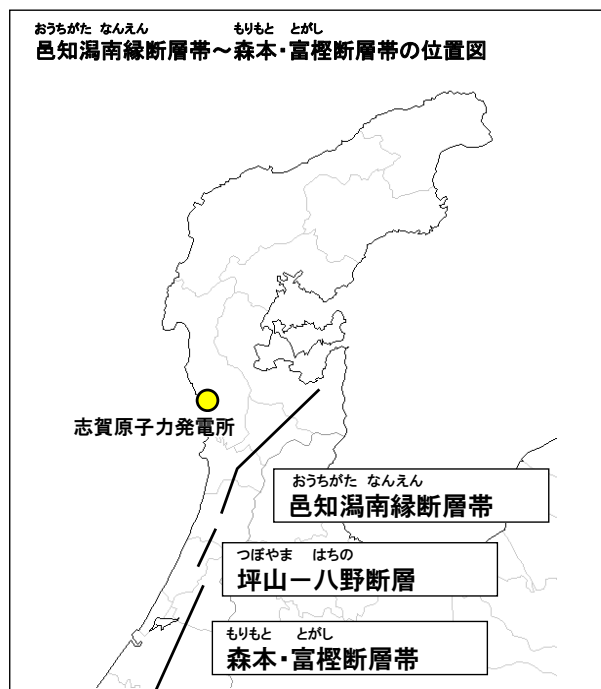 おうちがた なんえん もりもと とがし
邑知潟南縁断層帯～森本・富樫断層帯の位置図
志賀原子力発電所
おうちがた なんえん
邑知潟南縁断層帯
つぼやま はちの
坪山－八野断層
もりもと とがし
森本・富樫断層帯